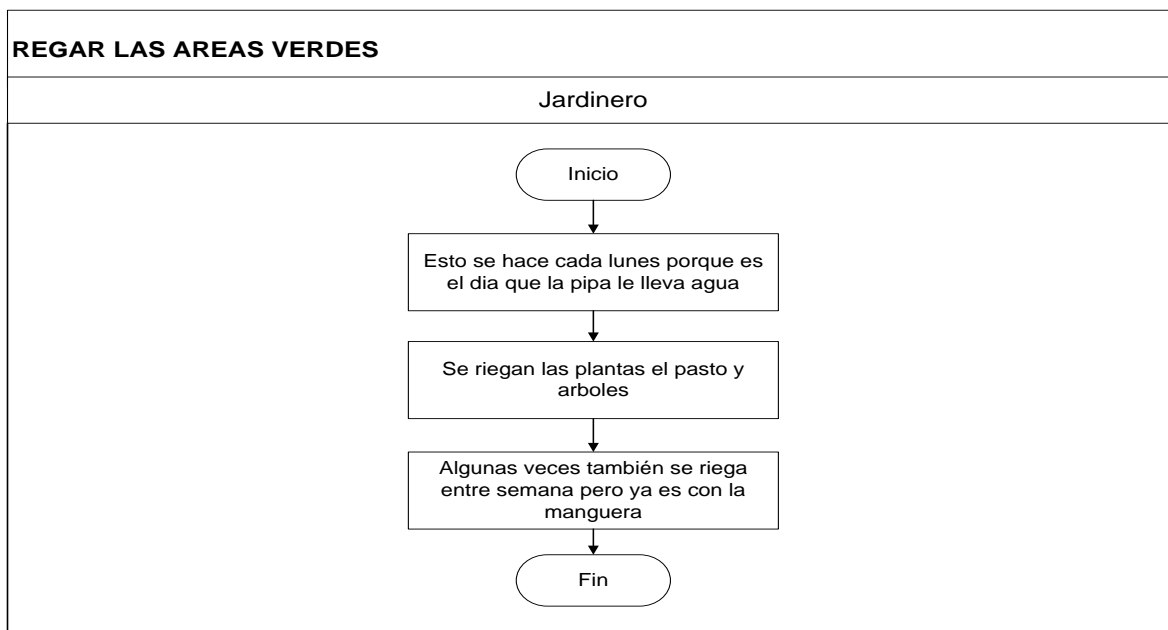 REGAR LAS AREAS VERDES
Jardinero
Inicio
Esto se hace cada lunes porque es
el dia que la pipa le lleva agua
Se riegan las plantas el pasto y
arboles
Algunas veces también se riega
entre semana pero ya es con la
manguera
Fin